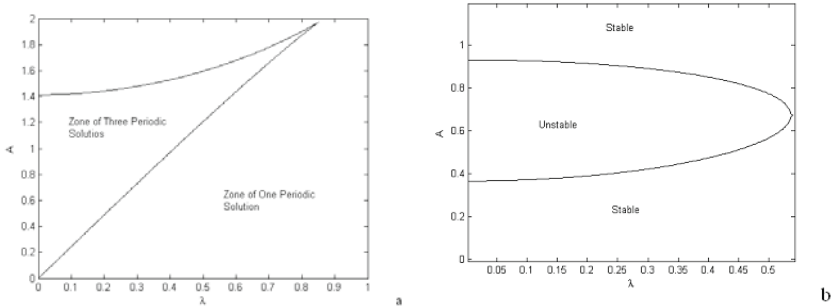 2
1.8
1.6
1.4
1.2
1
0.8
0.6
0.4
0.2
0
A
Zone of Three Periodic
Solutios
Zone of One Periodic
Solution
0 0.1 0.2 0.3 0.4 0.5 0.6 0.7 0.8 0.9 1
λ
a
1
0.8
0.6
0.4
0.2
0
A
Stable
Unstable
Stable
0.05 0.1 0.15 0.2 0.25 0.3 0.35 0.4 0.45 0.5
λ
b